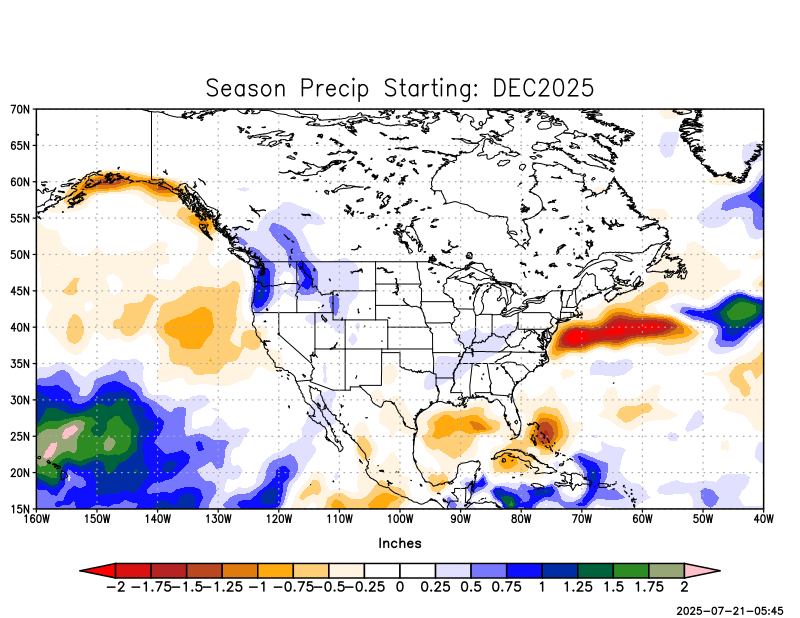 Season Precip Starting: DEC2025
70N
65N
60N
55N
50N
45N
40N
35N
30N
25N
20N
15N
160W 150W 140W 130W 120W 110W 100W 90W 80W 70W 60W 50W 40W
Inches
-2 -1.75 -1.5 -1.25 -1 -0.75 -0.5 -0.25 0 0.25 0.5 0.75 1 1.25 1.5 1.75 2
2025-07-21-05:45